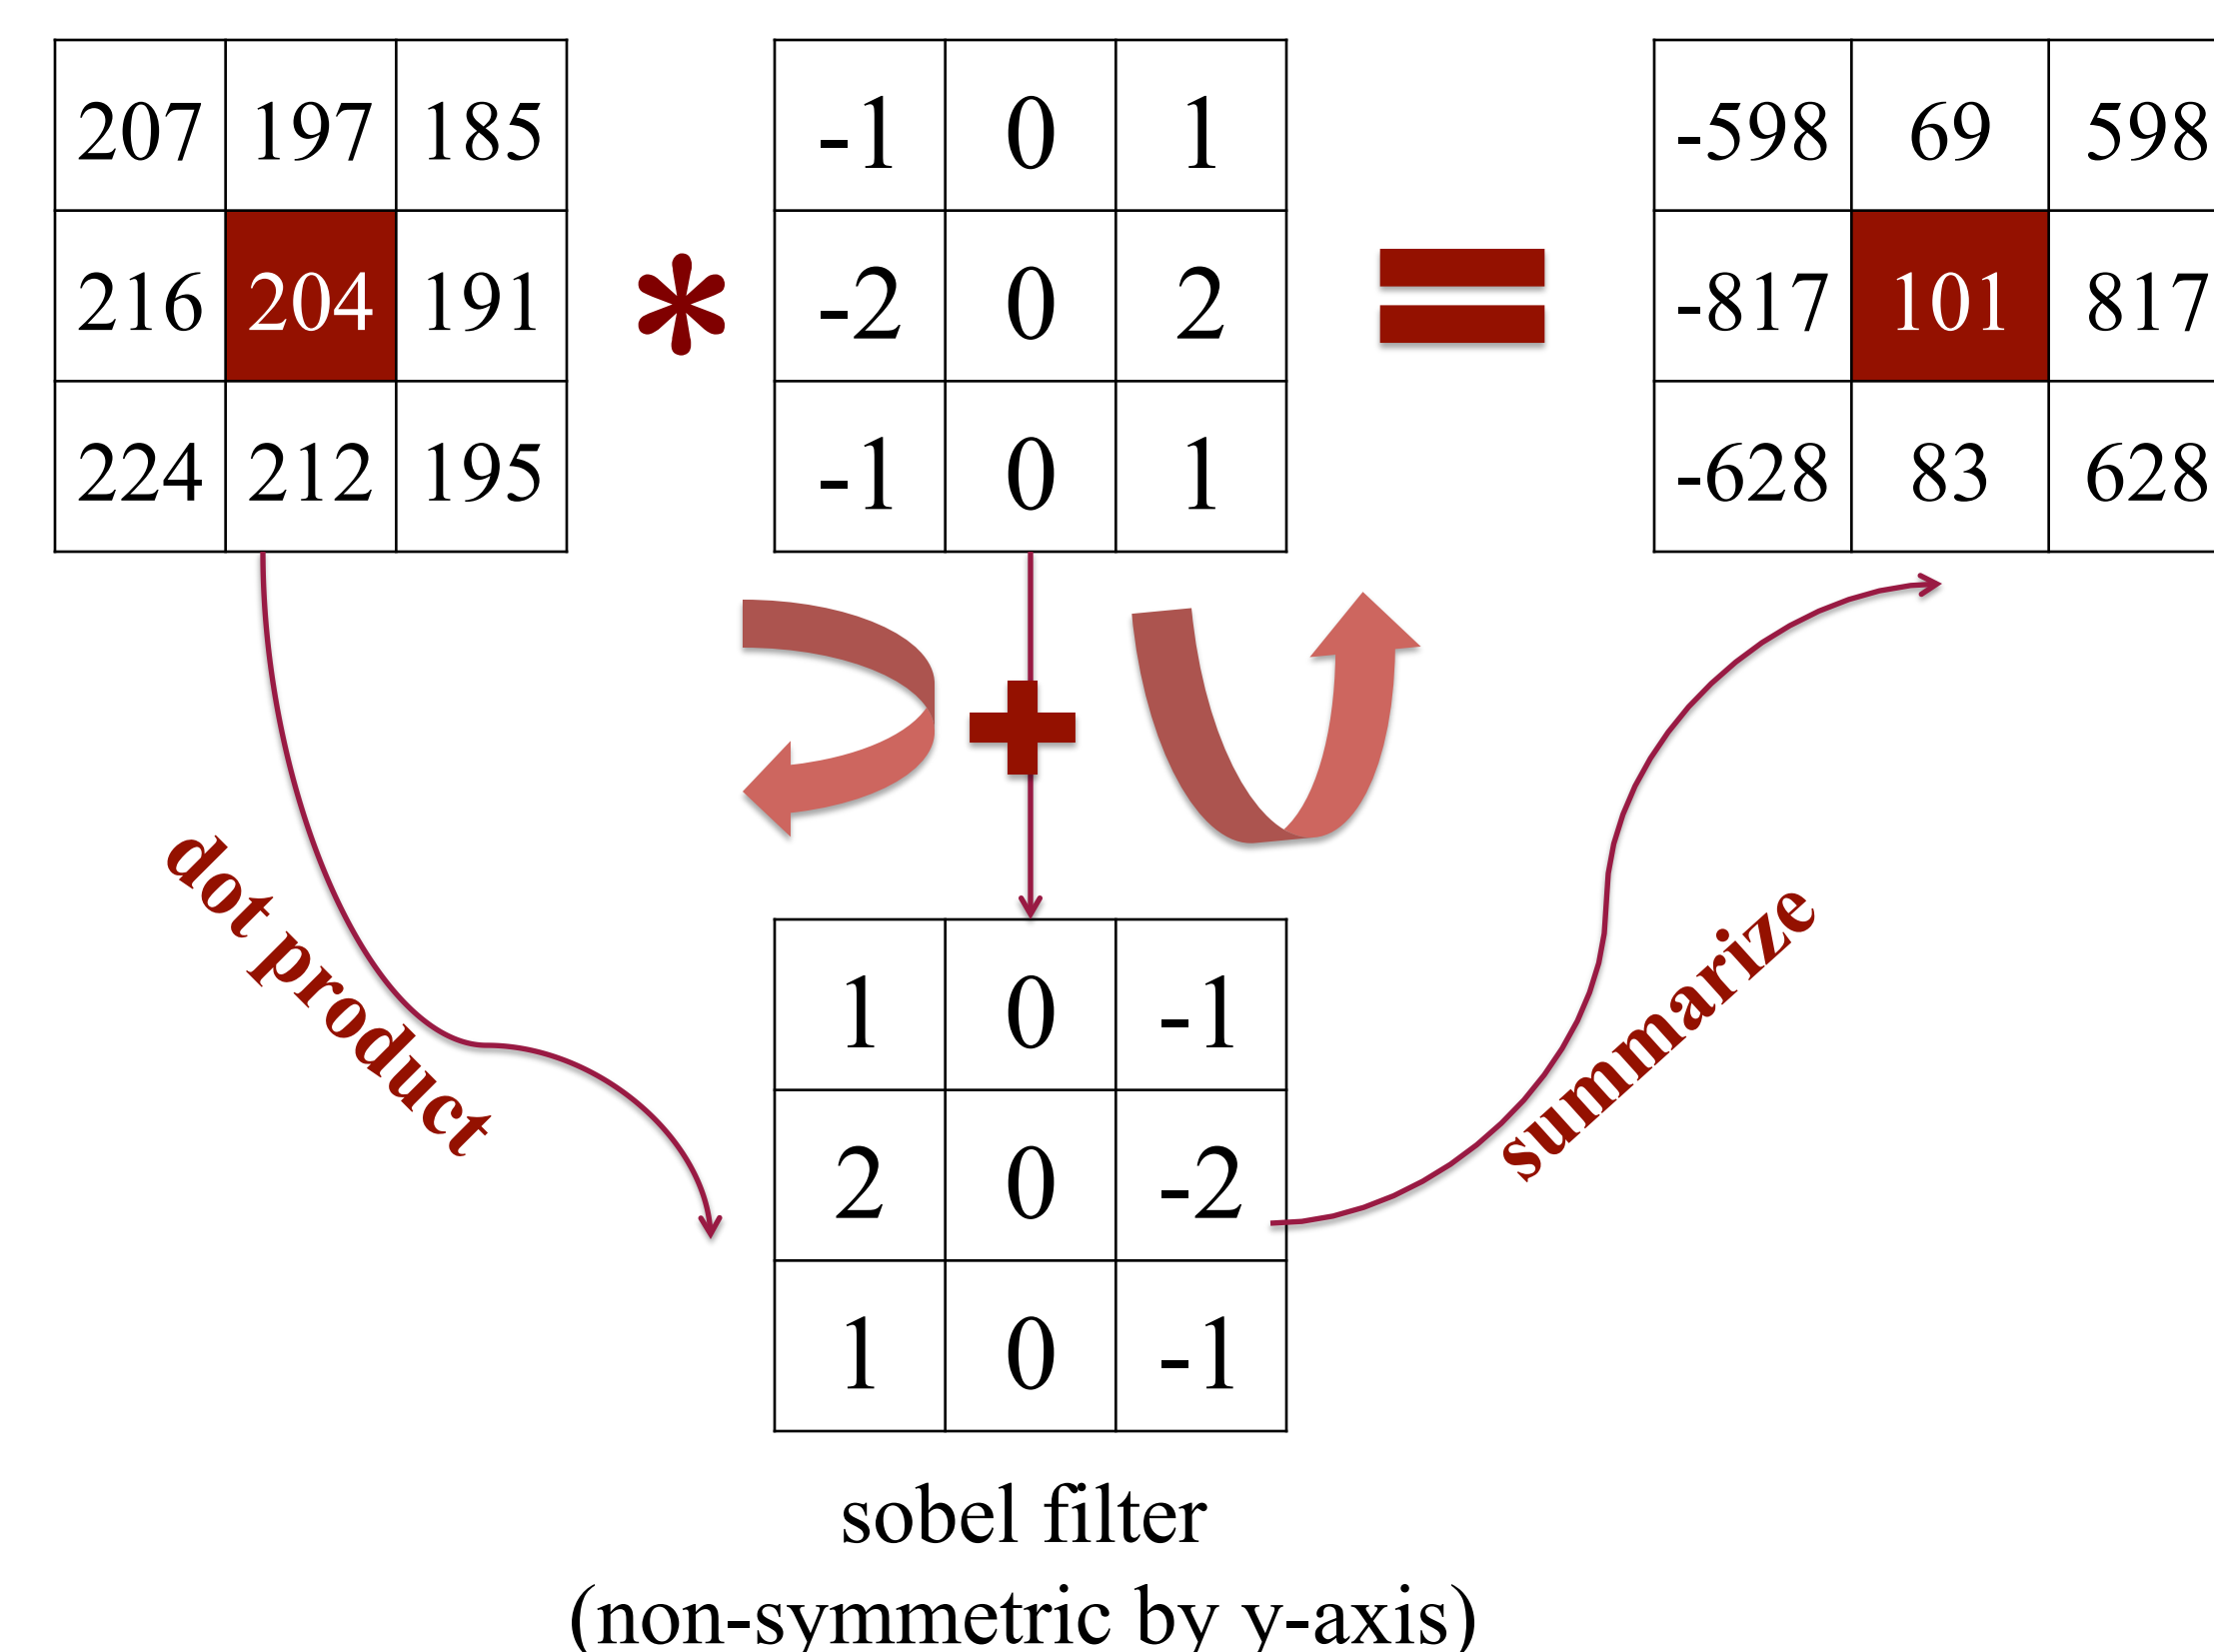 207 197 185 -1 0 1 -598 69 598
216 204 191 * -2 0 2 = -817 101 817
224 212 195 -1 0 1 -628 83 628
+
dot product
summarize
1 0 -1
2 0 -2
1 0 -1
sobel filter
(non-symmetric by y-axis)